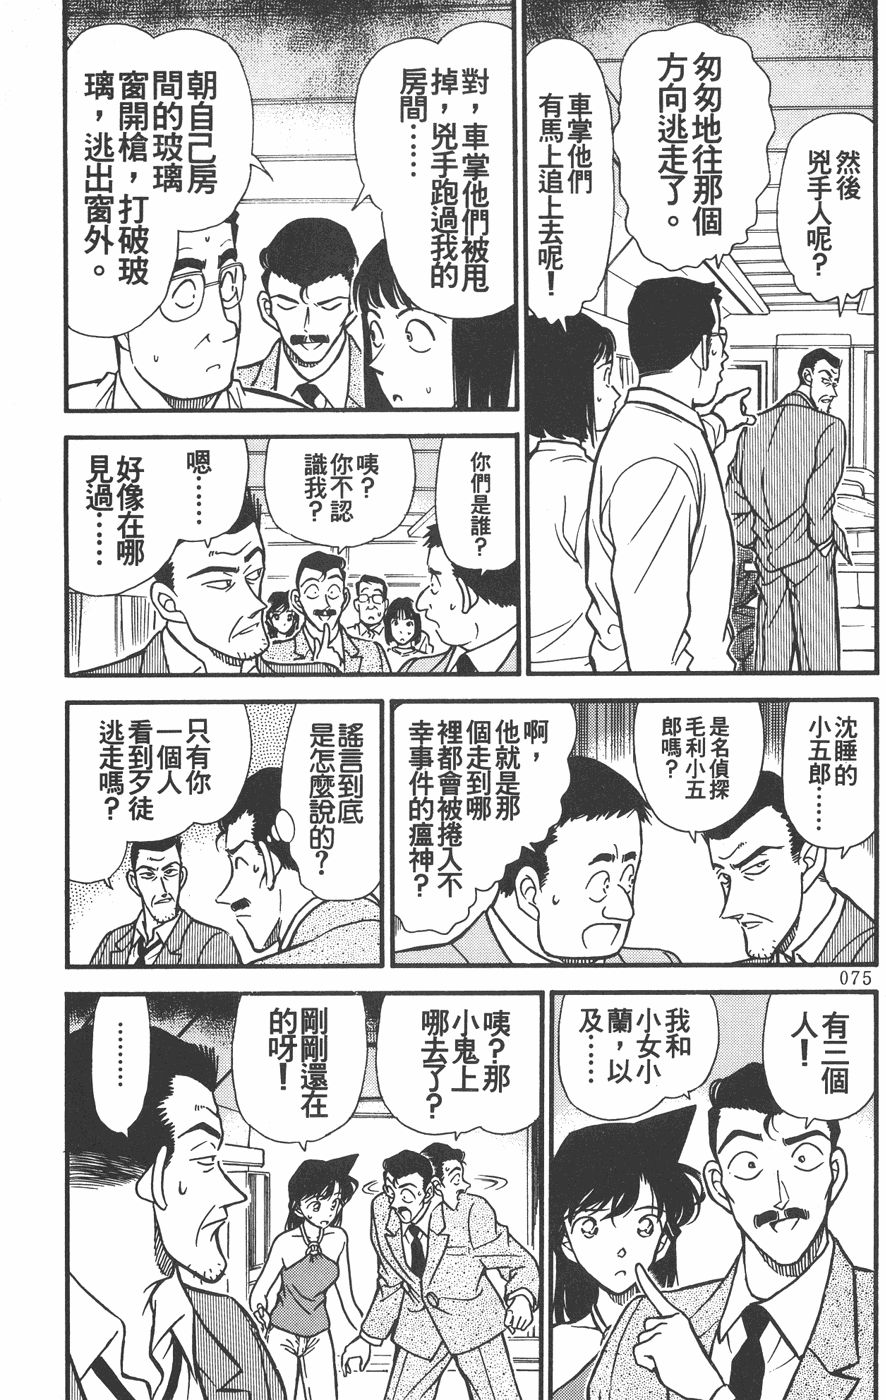 然後
兇手人呢？
匆匆地往那個
方向逃走了。
車掌他們
有馬上追上去呢！
對，車掌他們被甩
掉，兇手跑過我的
房間……
朝自己房
間的玻璃
窗開槍，打破玻
璃，逃出窗外。
你們是誰？
咦？
你不認
識我？
嗯……
好像在哪
見過……
沈睡的
小五郎……
是名偵探
毛利小五
郎嗎？
啊，
他就是那
個走到哪
裡都會被捲入不
幸事件的瘟神？
謠言到底
是怎麼說的？
只有你
一個人
看到歹徒
逃走嗎？
075
有三個
人！
我和
小女小
蘭，以
及……
咦？那
小鬼上
哪去了？
剛剛還在
的呀！
……